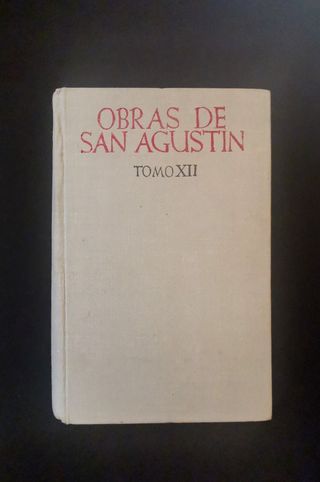 OBRAS DE
SAN AGUSTIN
TOMO XII